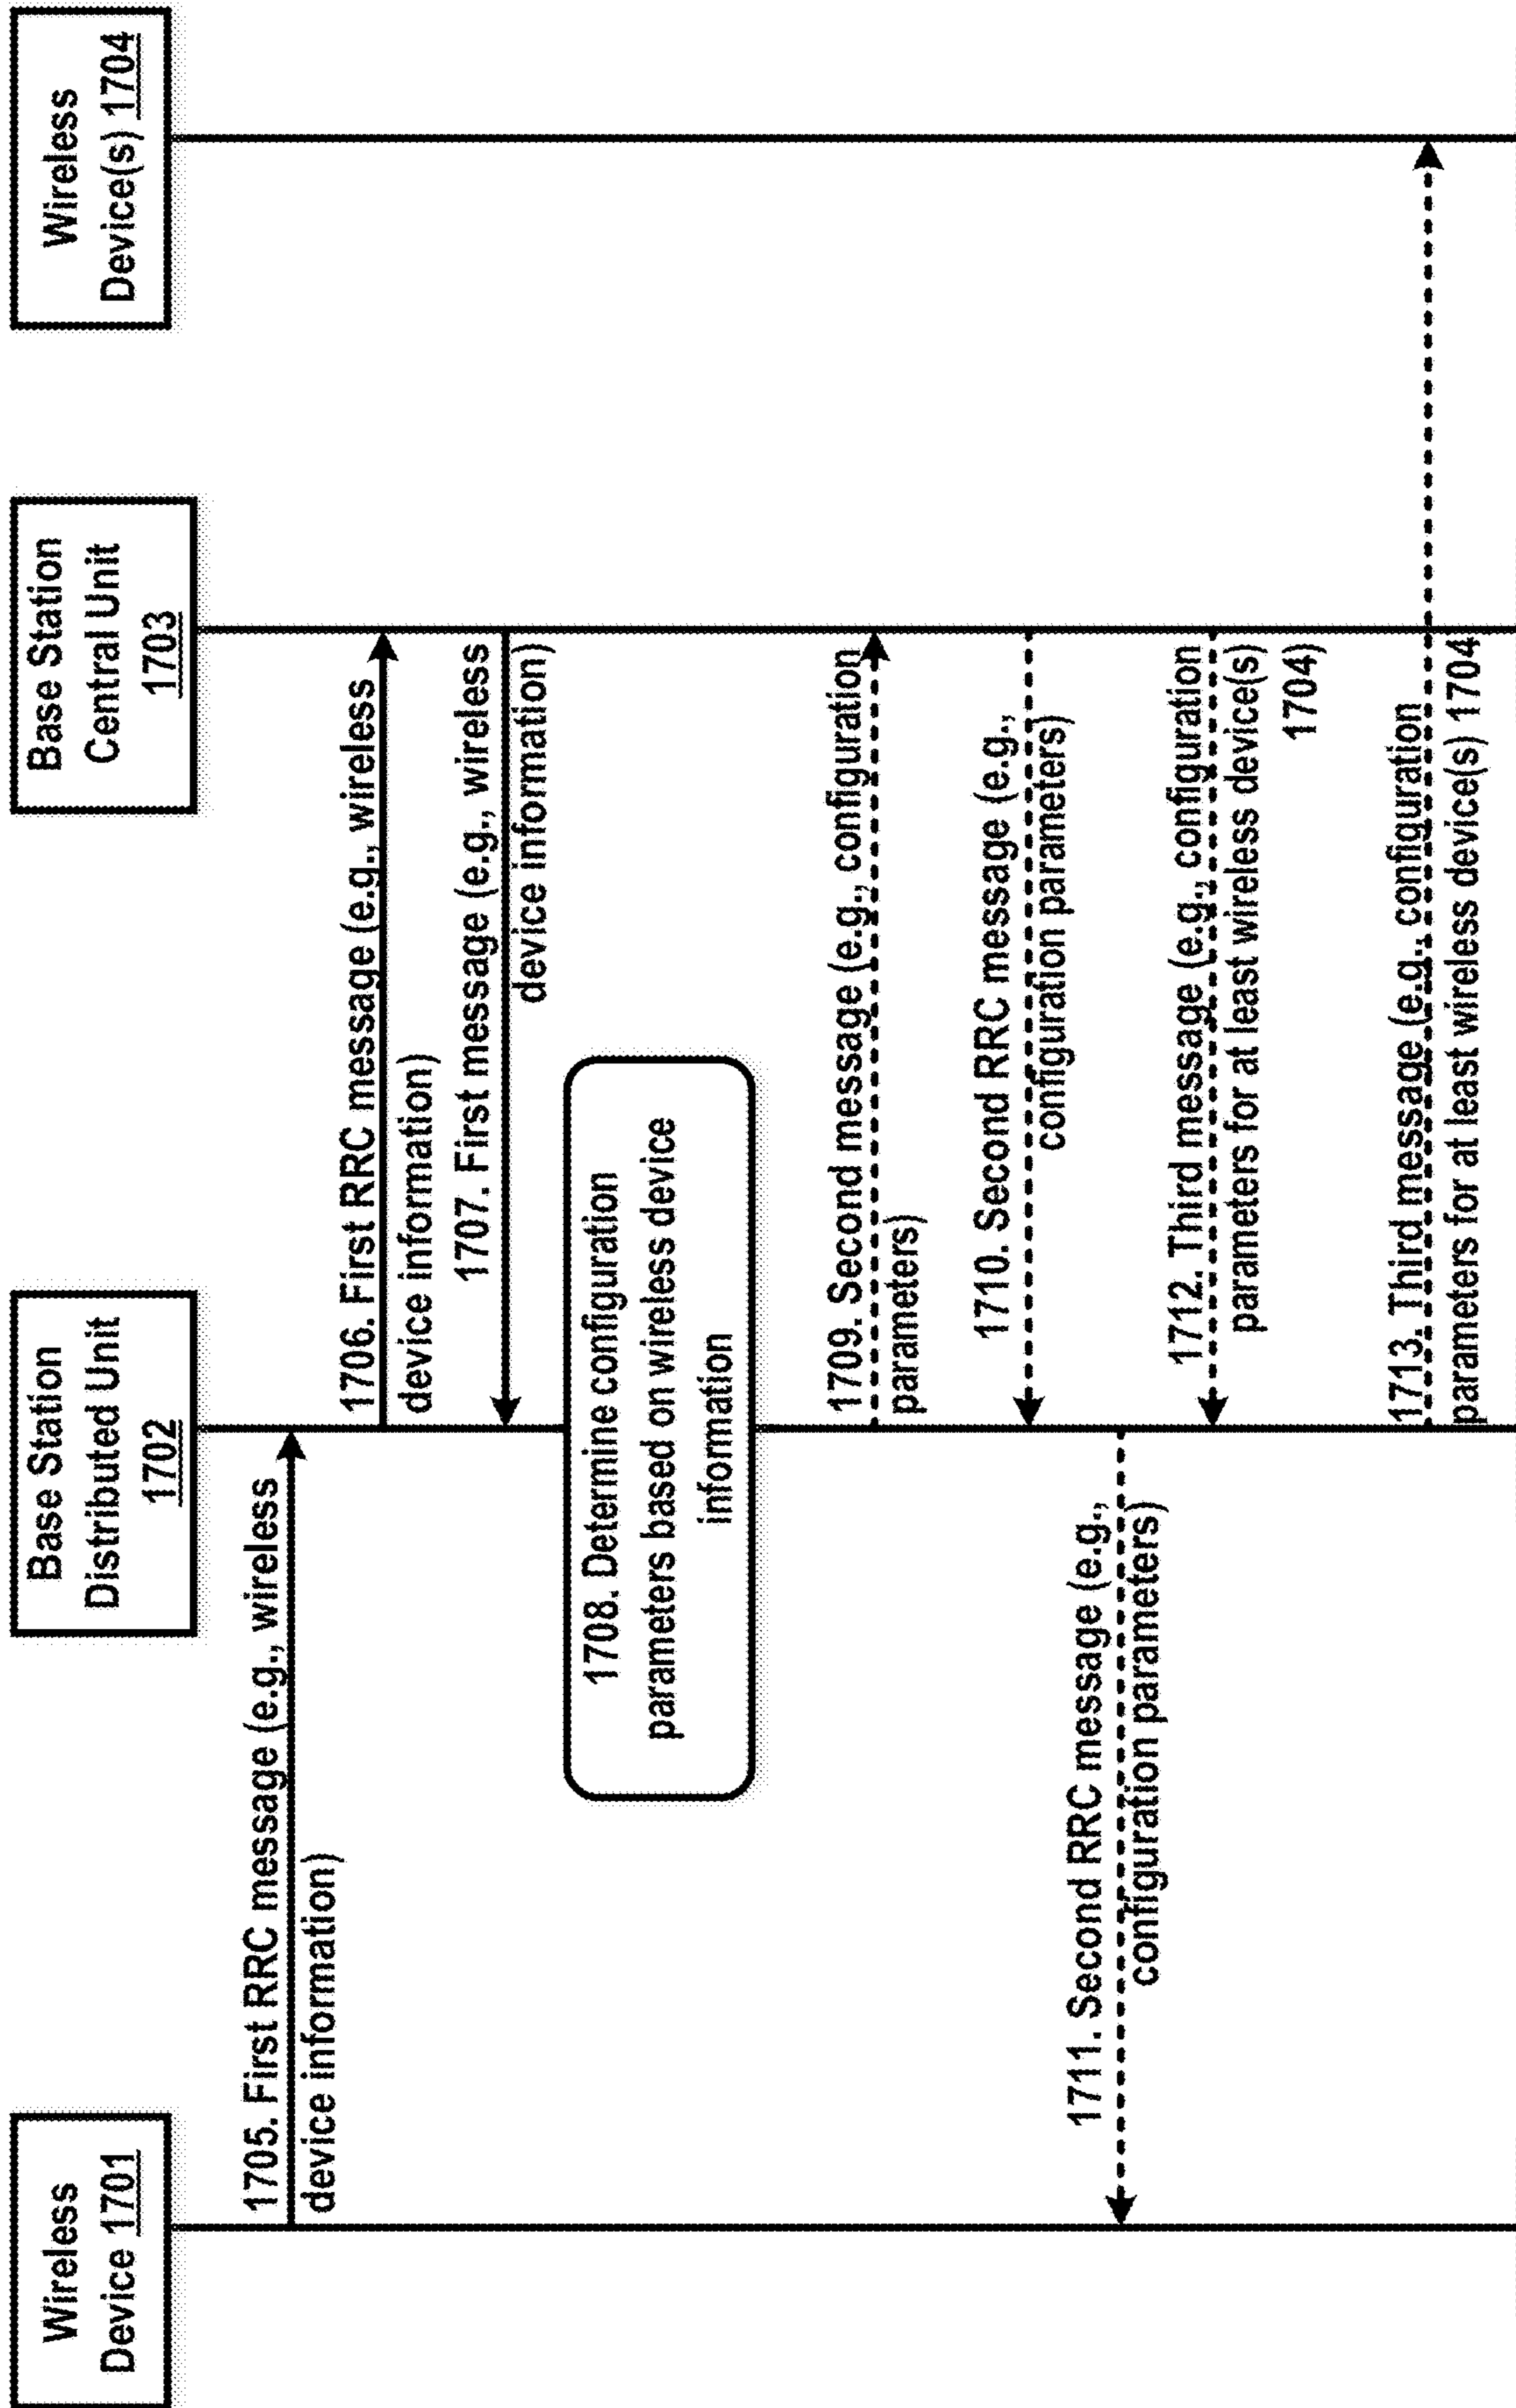 Wireless
Device 1701
Base Station
Distributed Unit
1702
Base Station
Central Unit
1703
Wireless
Device(s) 1704
1705. First RRC message (e.g., wireless
device information)
1706. First RRC message (e.g., wireless
device information)
1707. First message (e.g., wireless
device information)
1708. Determine configuration
parameters based on wireless device
information
1709. Second message (e.g., configuration
parameters)
1710. Second RRC message (e.g.,
configuration parameters)
1711. Second RRC message (e.g.,
configuration parameters)
1712. Third message (e.g., configuration
parameters for at least wireless device(s)
1704)
1713. Third message (e.g., configuration
parameters for at least wireless device(s) 1704